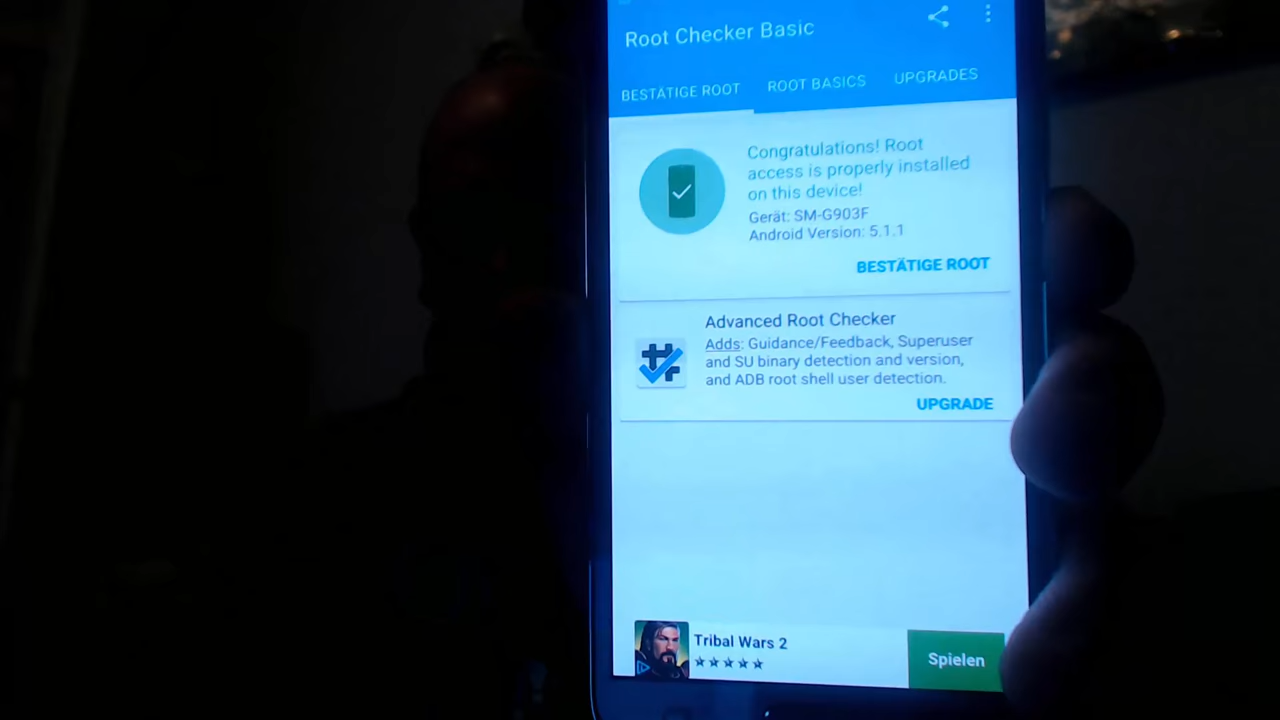 Root Checker Basic
BESTÄTIGE ROOT ROOT BASICS UPGRADES
Congratulations! Root
access is properly installed
on this device!
Gerät: SM-G903F
Android Version: 5.1.1
BESTÄTIGE ROOT
Advanced Root Checker
Adds: Guidance/Feedback, Superuser
and SU binary detection and version,
and ADB root shell user detection.
UPGRADE
Tribal Wars 2
Spielen